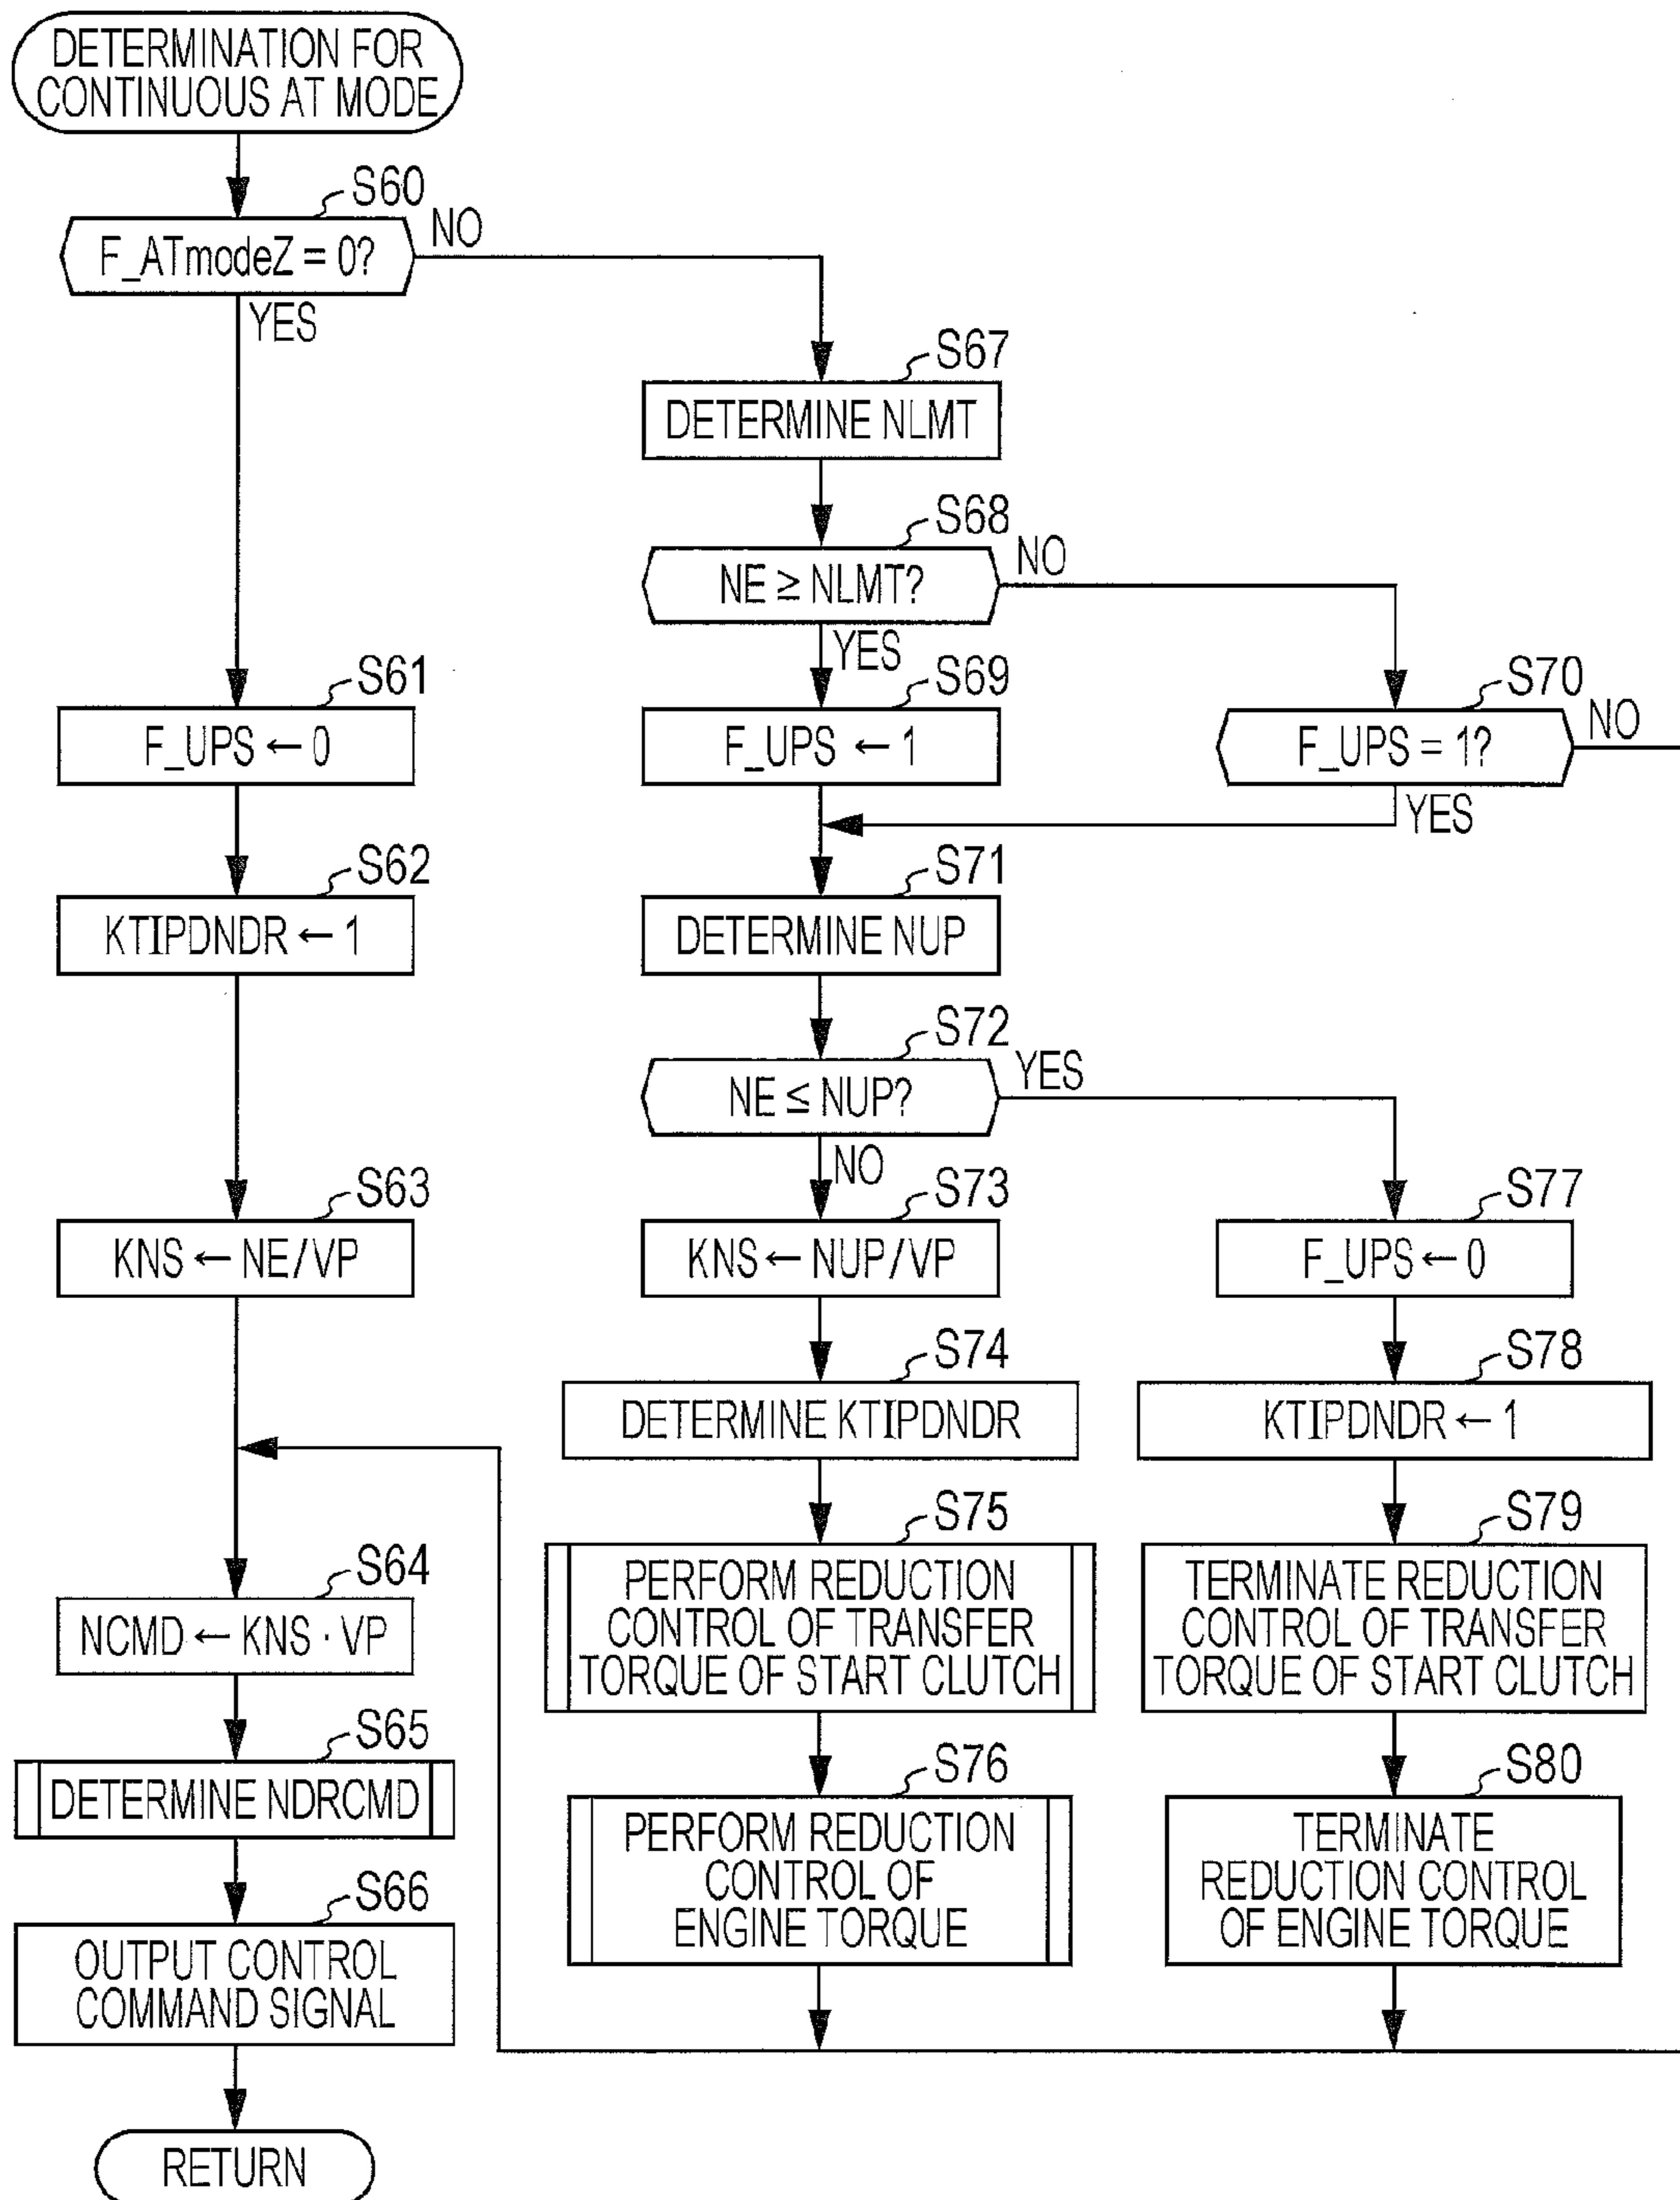 DETERMINATION FOR
CONTINUOUS AT MODE
S60
F_ATmodeZ = 0?
NO
YES
S67
DETERMINE NLMT
S68
NE ≥ NLMT?
NO
YES
S61
F_UPS ← 0
S69
F_UPS ← 1
S70
F_UPS = 1?
NO
YES
S62
KTIPDNDR ← 1
S71
DETERMINE NUP
S72
NE ≤ NUP?
YES
NO
S63
KNS ← NE/VP
S73
KNS ← NUP/VP
S77
F_UPS ← 0
S74
DETERMINE KTIPDNDR
S78
KTIPDNDR ← 1
S75
PERFORM REDUCTION
CONTROL OF TRANSFER
TORQUE OF START CLUTCH
S79
TERMINATE REDUCTION
CONTROL OF TRANSFER
TORQUE OF START CLUTCH
S64
NCMD ← KNS · VP
S65
DETERMINE NDRCMD
S76
PERFORM REDUCTION
CONTROL OF
ENGINE TORQUE
S80
TERMINATE
REDUCTION CONTROL
OF ENGINE TORQUE
S66
OUTPUT CONTROL
COMMAND SIGNAL
RETURN